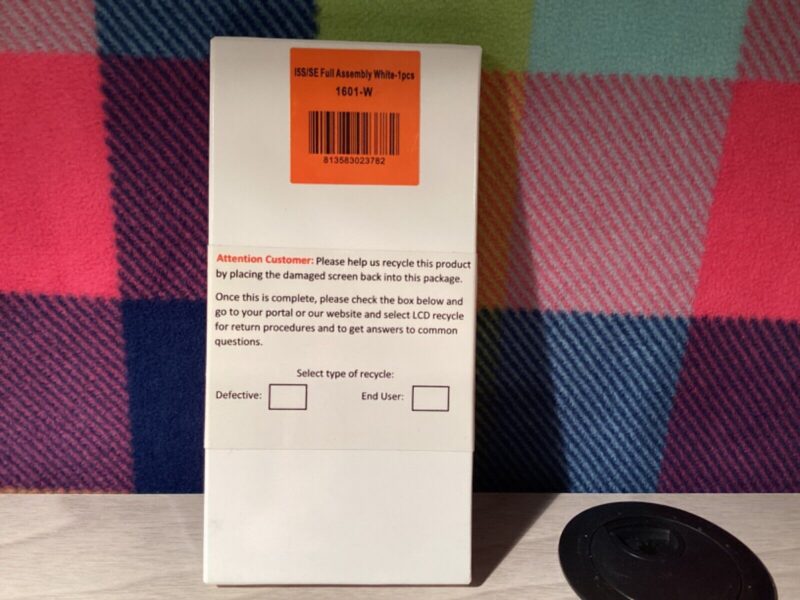 I5S/SE Full Assembly White-1pcs
1601-W
813583023782
Attention Customer: Please help us recycle this product
by placing the damaged screen back into this package.
Once this is complete, please check the box below and
go to your portal or our website and select LCD recycle
for return procedures and to get answers to common
questions.
Select type of recycle:
Defective: End User: